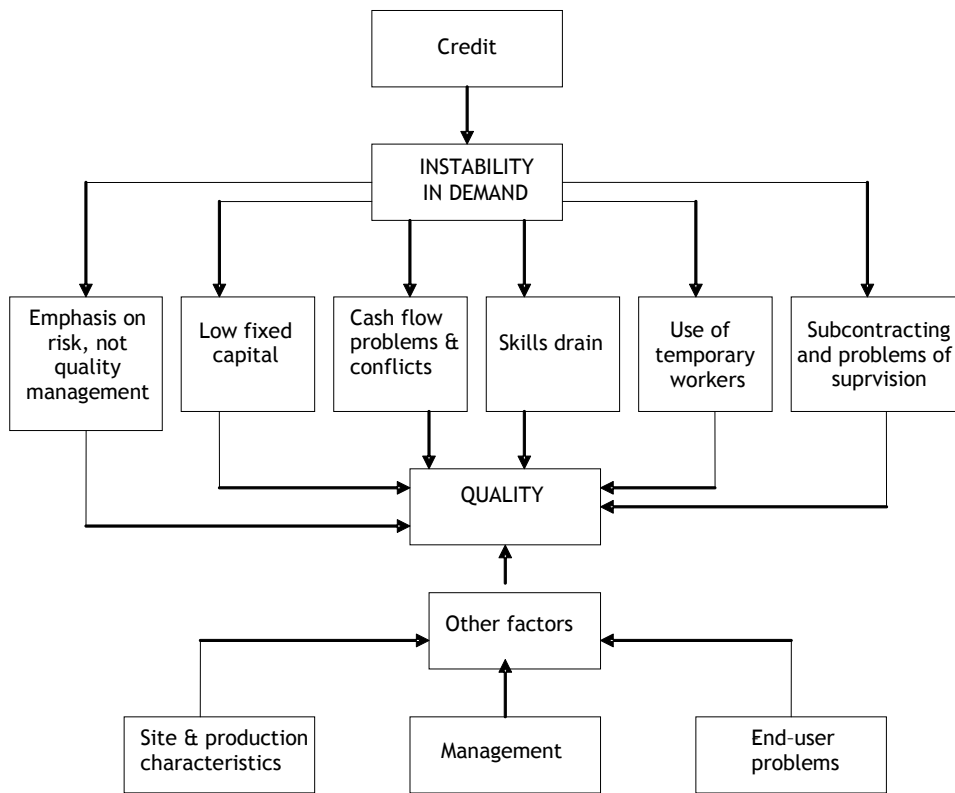 Credit
INSTABILITY
IN DEMAND
Emphasis on
risk, not
quality
management
Low fixed
capital
Cash flow
problems &
conflicts
Skills drain
Use of
temporary
workers
Subcontracting
and problems of
suprvision
QUALITY
Other factors
Site & production
characteristics
Management
End-user
problems